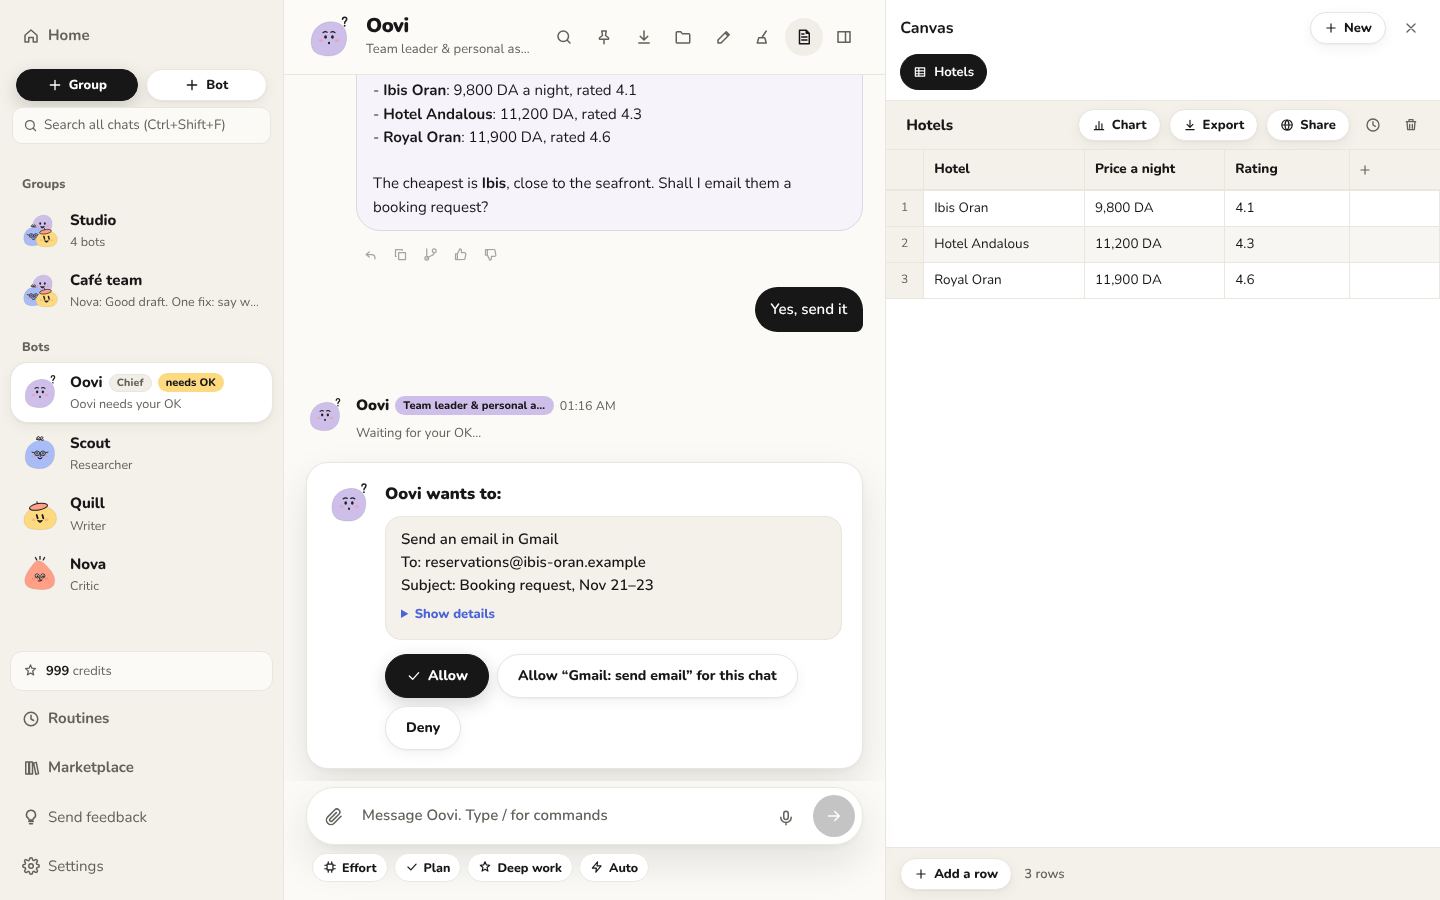 Home
Group
Bot
Search all chats (Ctrl+Shift+F)
Groups
Studio
4 bots
Café team
Nova: Good draft. One fix: say w...
Bots
Oovi Chief needs OK
Oovi needs your OK
Scout
Researcher
Quill
Writer
Nova
Critic
999 credits
Routines
Marketplace
Send feedback
Settings
Oovi
Team leader & personal as...
- Ibis Oran: 9,800 DA a night, rated 4.1
- Hotel Andalous: 11,200 DA, rated 4.3
- Royal Oran: 11,900 DA, rated 4.6
The cheapest is Ibis, close to the seafront. Shall I email them a
booking request?
Yes, send it
Oovi Team leader & personal a... 01:16 AM
Waiting for your OK...
Oovi wants to:
Send an email in Gmail
To: reservations@ibis-oran.example
Subject: Booking request, Nov 21–23
Show details
Allow
Allow “Gmail: send email” for this chat
Deny
Message Oovi. Type / for commands
Effort
Plan
Deep work
Auto
Canvas
New
Hotels
Hotels
Chart
Export
Share
Hotel Price a night Rating
1 Ibis Oran 9,800 DA 4.1
2 Hotel Andalous 11,200 DA 4.3
3 Royal Oran 11,900 DA 4.6
Add a row
3 rows